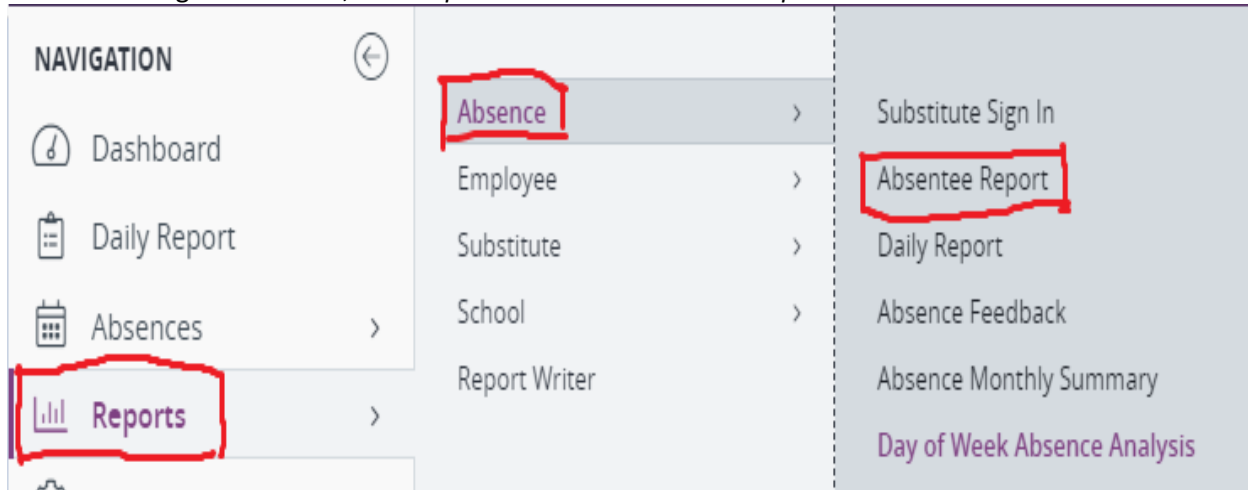 NAVIGATION
Dashboard
Daily Report
Absences
Reports
Absence
Employee
Substitute
School
Report Writer
Substitute Sign In
Absentee Report
Daily Report
Absence Feedback
Absence Monthly Summary
Day of Week Absence Analysis